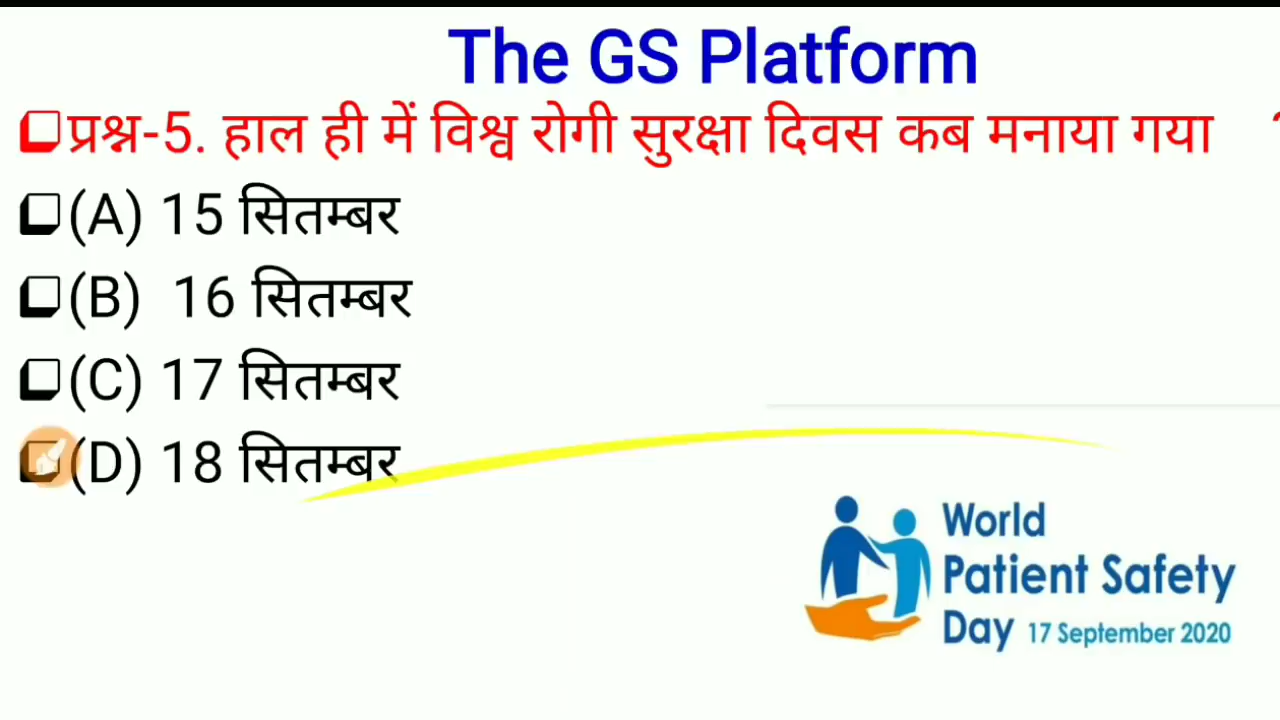 The GS Platform
❑प्रश्न-5. हाल ही में विश्व रोगी सुरक्षा दिवस कब मनाया गया ?
❑(A) 15 सितम्बर
❑(B) 16 सितम्बर
❑(C) 17 सितम्बर
❑(D) 18 सितम्बर
World
Patient Safety
Day 17 September 2020